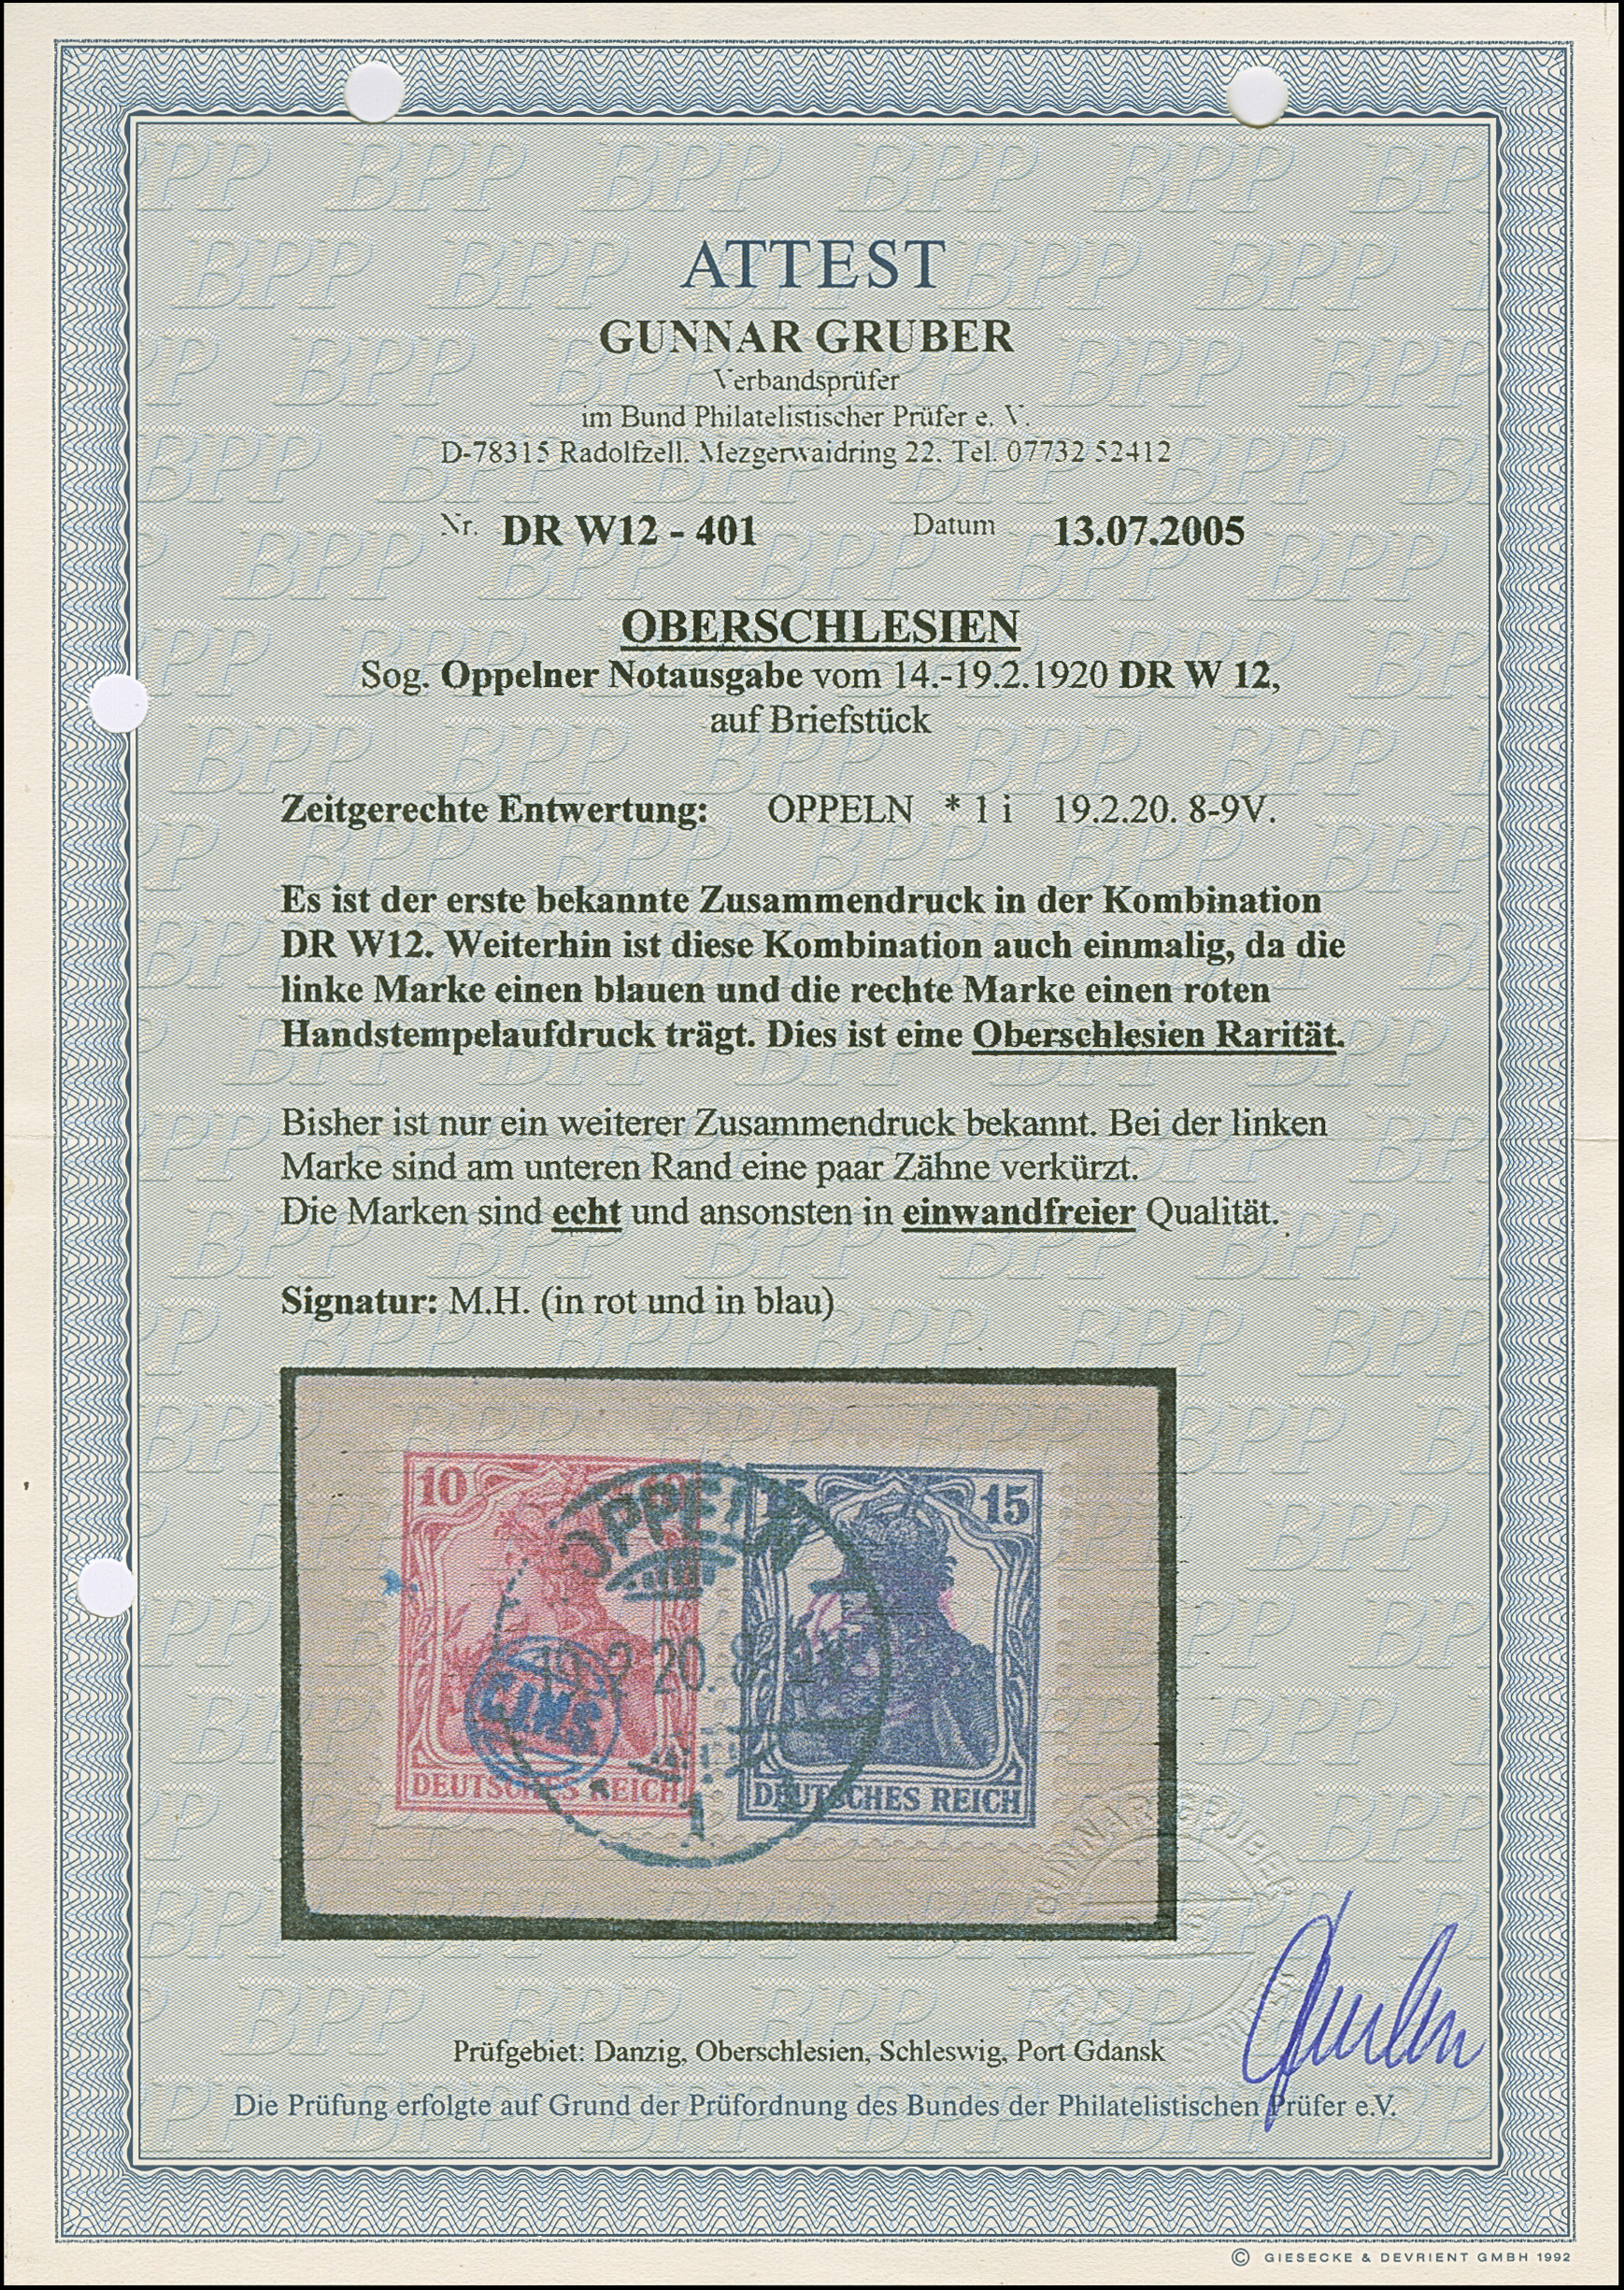 ATTEST
GUNNAR GRUBER
Verbandsprüfer
im Bund Philatelistischer Prüfer e. V.
D-78315 Radolfzell, Mezgerwaidring 22, Tel. 07732 52412
Nr. DR W12 - 401 Datum 13.07.2005
OBERSCHLESIEN
Sog. Oppelner Notausgabe vom 14.-19.2.1920 DR W 12,
auf Briefstück
Zeitgerechte Entwertung: OPPELN * 1 i 19.2.20. 8-9V.
Es ist der erste bekannte Zusammendruck in der Kombination
DR W12. Weiterhin ist diese Kombination auch einmalig, da die
linke Marke einen blauen und die rechte Marke einen roten
Handstempelaufdruck trägt. Dies ist eine Oberschlesien Rarität.
Bisher ist nur ein weiterer Zusammendruck bekannt. Bei der linken
Marke sind am unteren Rand eine paar Zähne verkürzt.
Die Marken sind echt und ansonsten in einwandfreier Qualität.
Signatur: M.H. (in rot und in blau)
10
15
DEUTSCHES REICH
DEUTSCHES REICH
GUNNAR GRUBER
Prüfgebiet: Danzig, Oberschlesien, Schleswig, Port Gdansk
Die Prüfung erfolgte auf Grund der Prüfordnung des Bundes der Philatelistischen Prüfer e.V.
© GIESECKE & DEVRIENT GMBH 1992